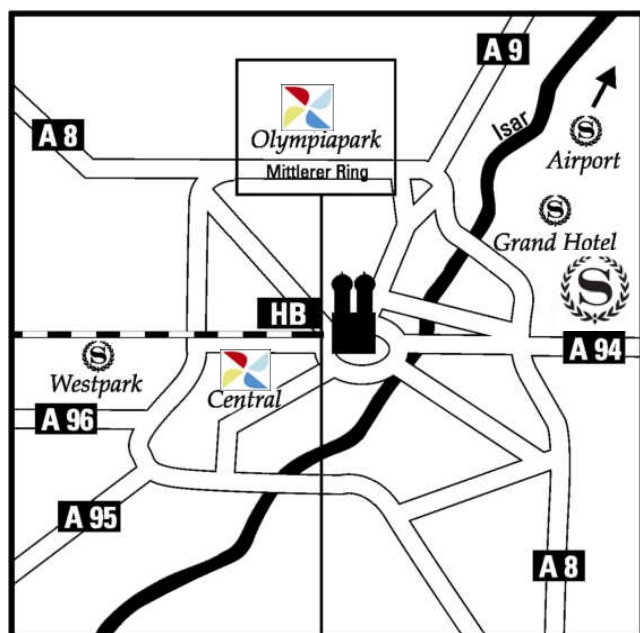 A 9
Isar
A 8
Olympiapark
Mittlerer Ring
S
Airport
S
Grand Hotel
S
HB
A 94
S
Westpark
Central
A 96
A 95
A 8